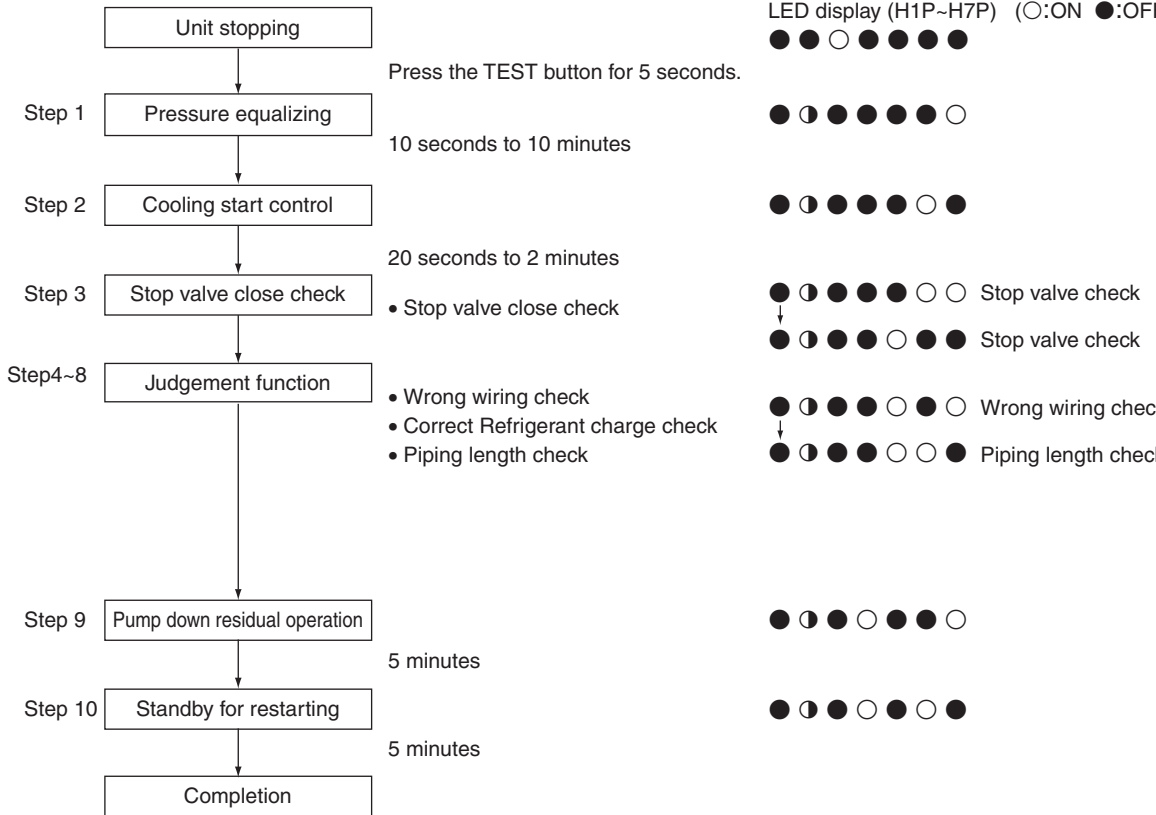 LED display (H1P~H7P) (○:ON ●:OFF
Unit stopping
●●○●●●●
Press the TEST button for 5 seconds.
Step 1 Pressure equalizing ●◑●●●●○
10 seconds to 10 minutes
Step 2 Cooling start control ●◑●●●○●
20 seconds to 2 minutes
Step 3 Stop valve close check ●◑●●●○○ Stop valve check
• Stop valve close check
●◑●●○●● Stop valve check
Step4~8 Judgement function
• Wrong wiring check ●◑●●○●○ Wrong wiring chec
• Correct Refrigerant charge check
• Piping length check ●◑●●○○● Piping length chec
Step 9 Pump down residual operation ●◑●○●●○
5 minutes
Step 10 Standby for restarting ●◑●○●○●
5 minutes
Completion